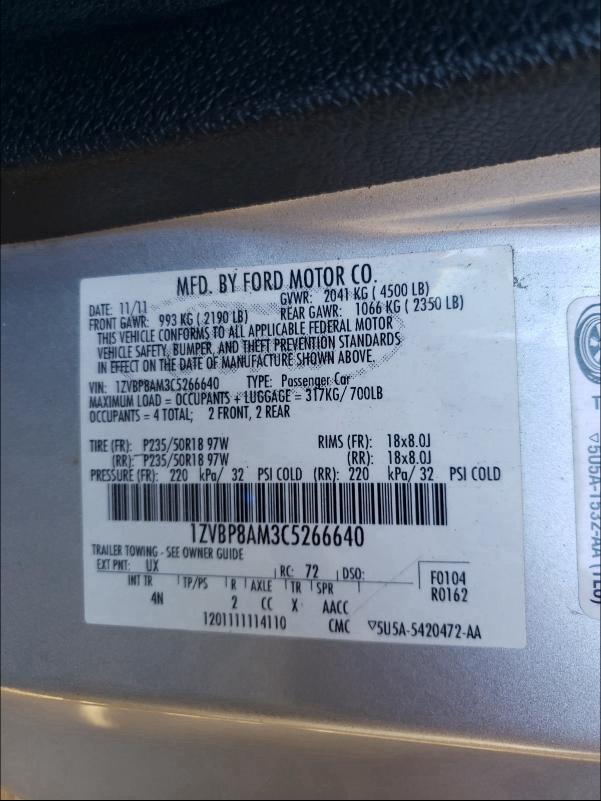 MFD. BY FORD MOTOR CO.
DATE: 11/11 GVWR: 2041 KG ( 4500 LB)
FRONT GAWR: 993 KG ( 2190 LB) REAR GAWR: 1066 KG ( 2350 LB)
THIS VEHICLE CONFORMS TO ALL APPLICABLE FEDERAL MOTOR
VEHICLE SAFETY, BUMPER, AND THEFT PREVENTION STANDARDS
IN EFFECT ON THE DATE OF MANUFACTURE SHOWN ABOVE.
VIN: 1ZVBP8AM3C5266640 TYPE: Passenger Car
MAXIMUM LOAD = OCCUPANTS + LUGGAGE = 317KG/ 700LB
OCCUPANTS = 4 TOTAL; 2 FRONT, 2 REAR
TIRE (FR): P235/50R18 97W RIMS (FR): 18x8.0J
(RR): P235/50R18 97W (RR): 18x8.0J
PRESSURE (FR): 220 kPa/ 32 PSI COLD (RR): 220 kPa/ 32 PSI COLD
1ZVBP8AM3C5266640
TRAILER TOWING - SEE OWNER GUIDE
EXT PNT: UX RC: 72 DSO: F0104
INT TR TP/PS R AXLE TR SPR R0162
4N 2 CC X AACC
1201111114110 CMC ▽5U5A-5420472-AA
▽5U5A-1532-AA (TLO)